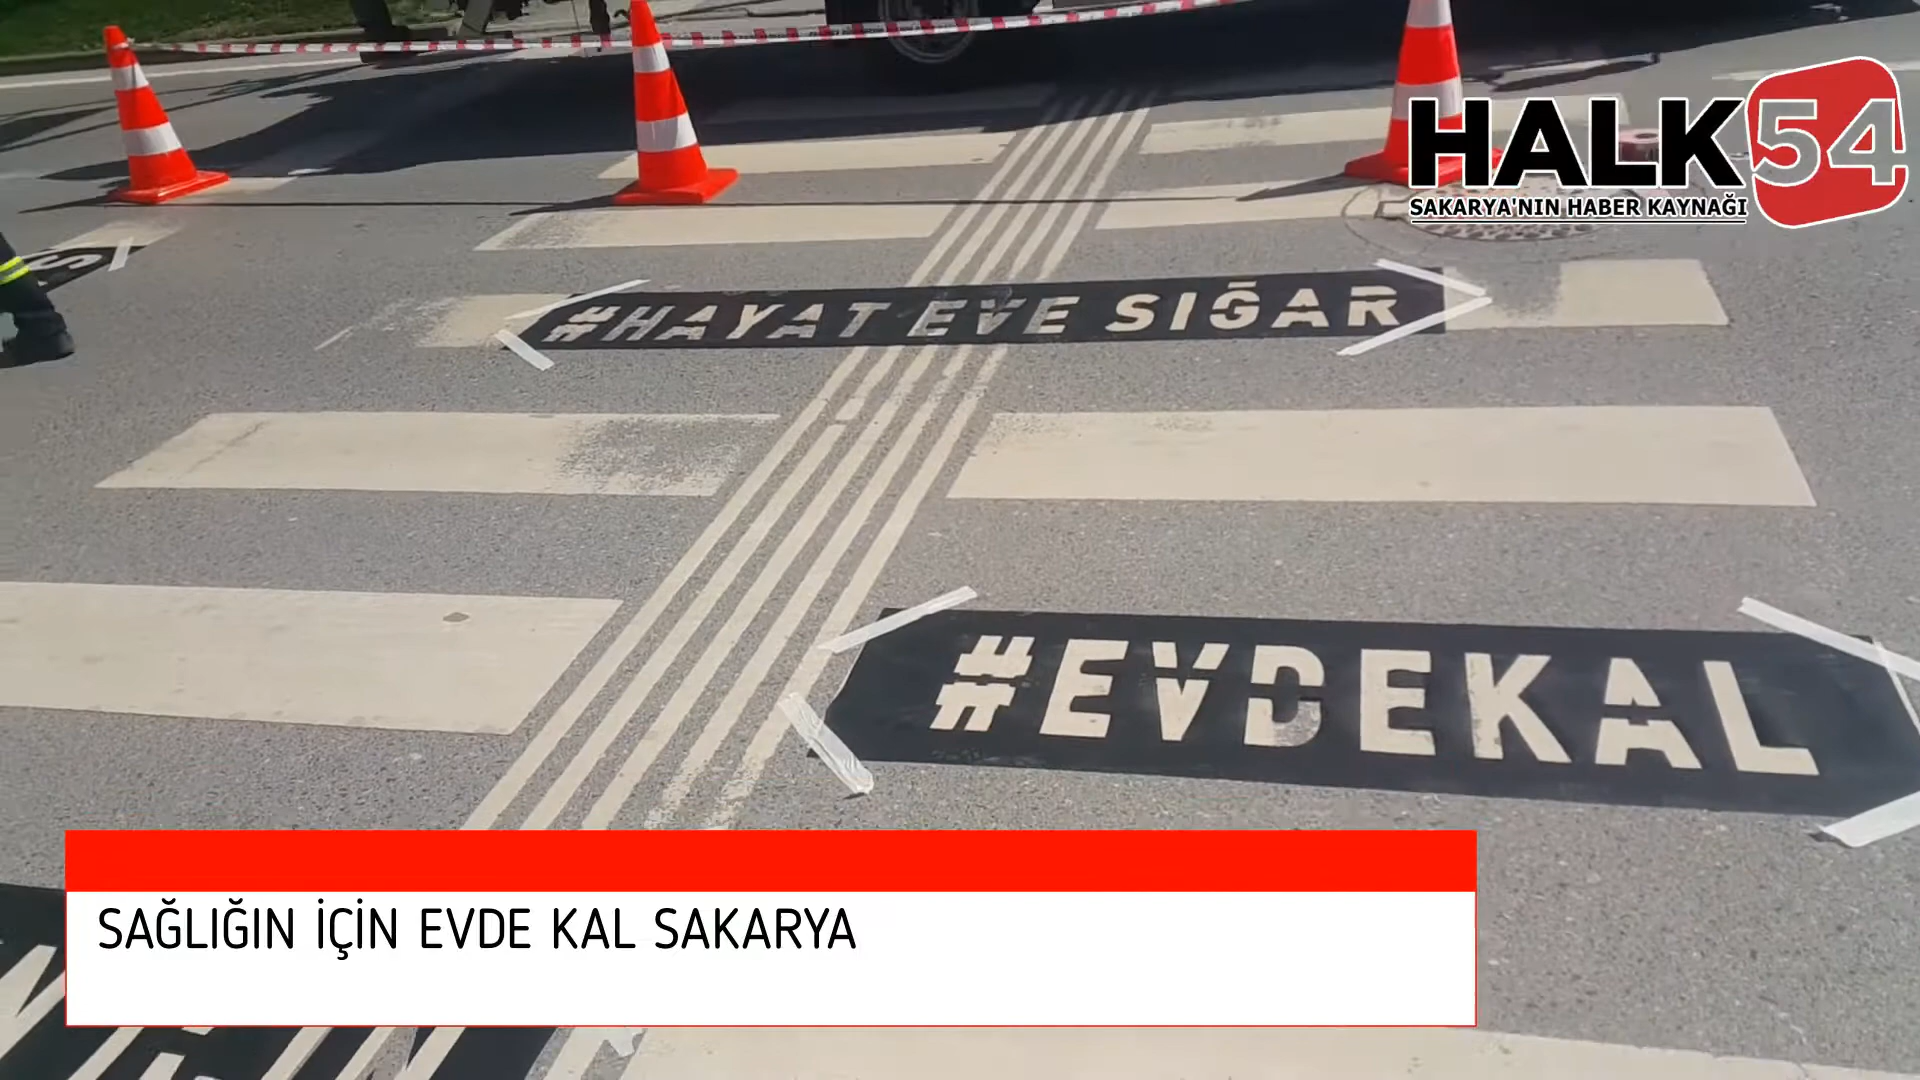 HALK54
SAKARYA'NIN HABER KAYNAĞI
#HAYAT EVE SIĞAR
#EVDEKAL
SAĞLIĞIN İÇİN EVDE KAL SAKARYA